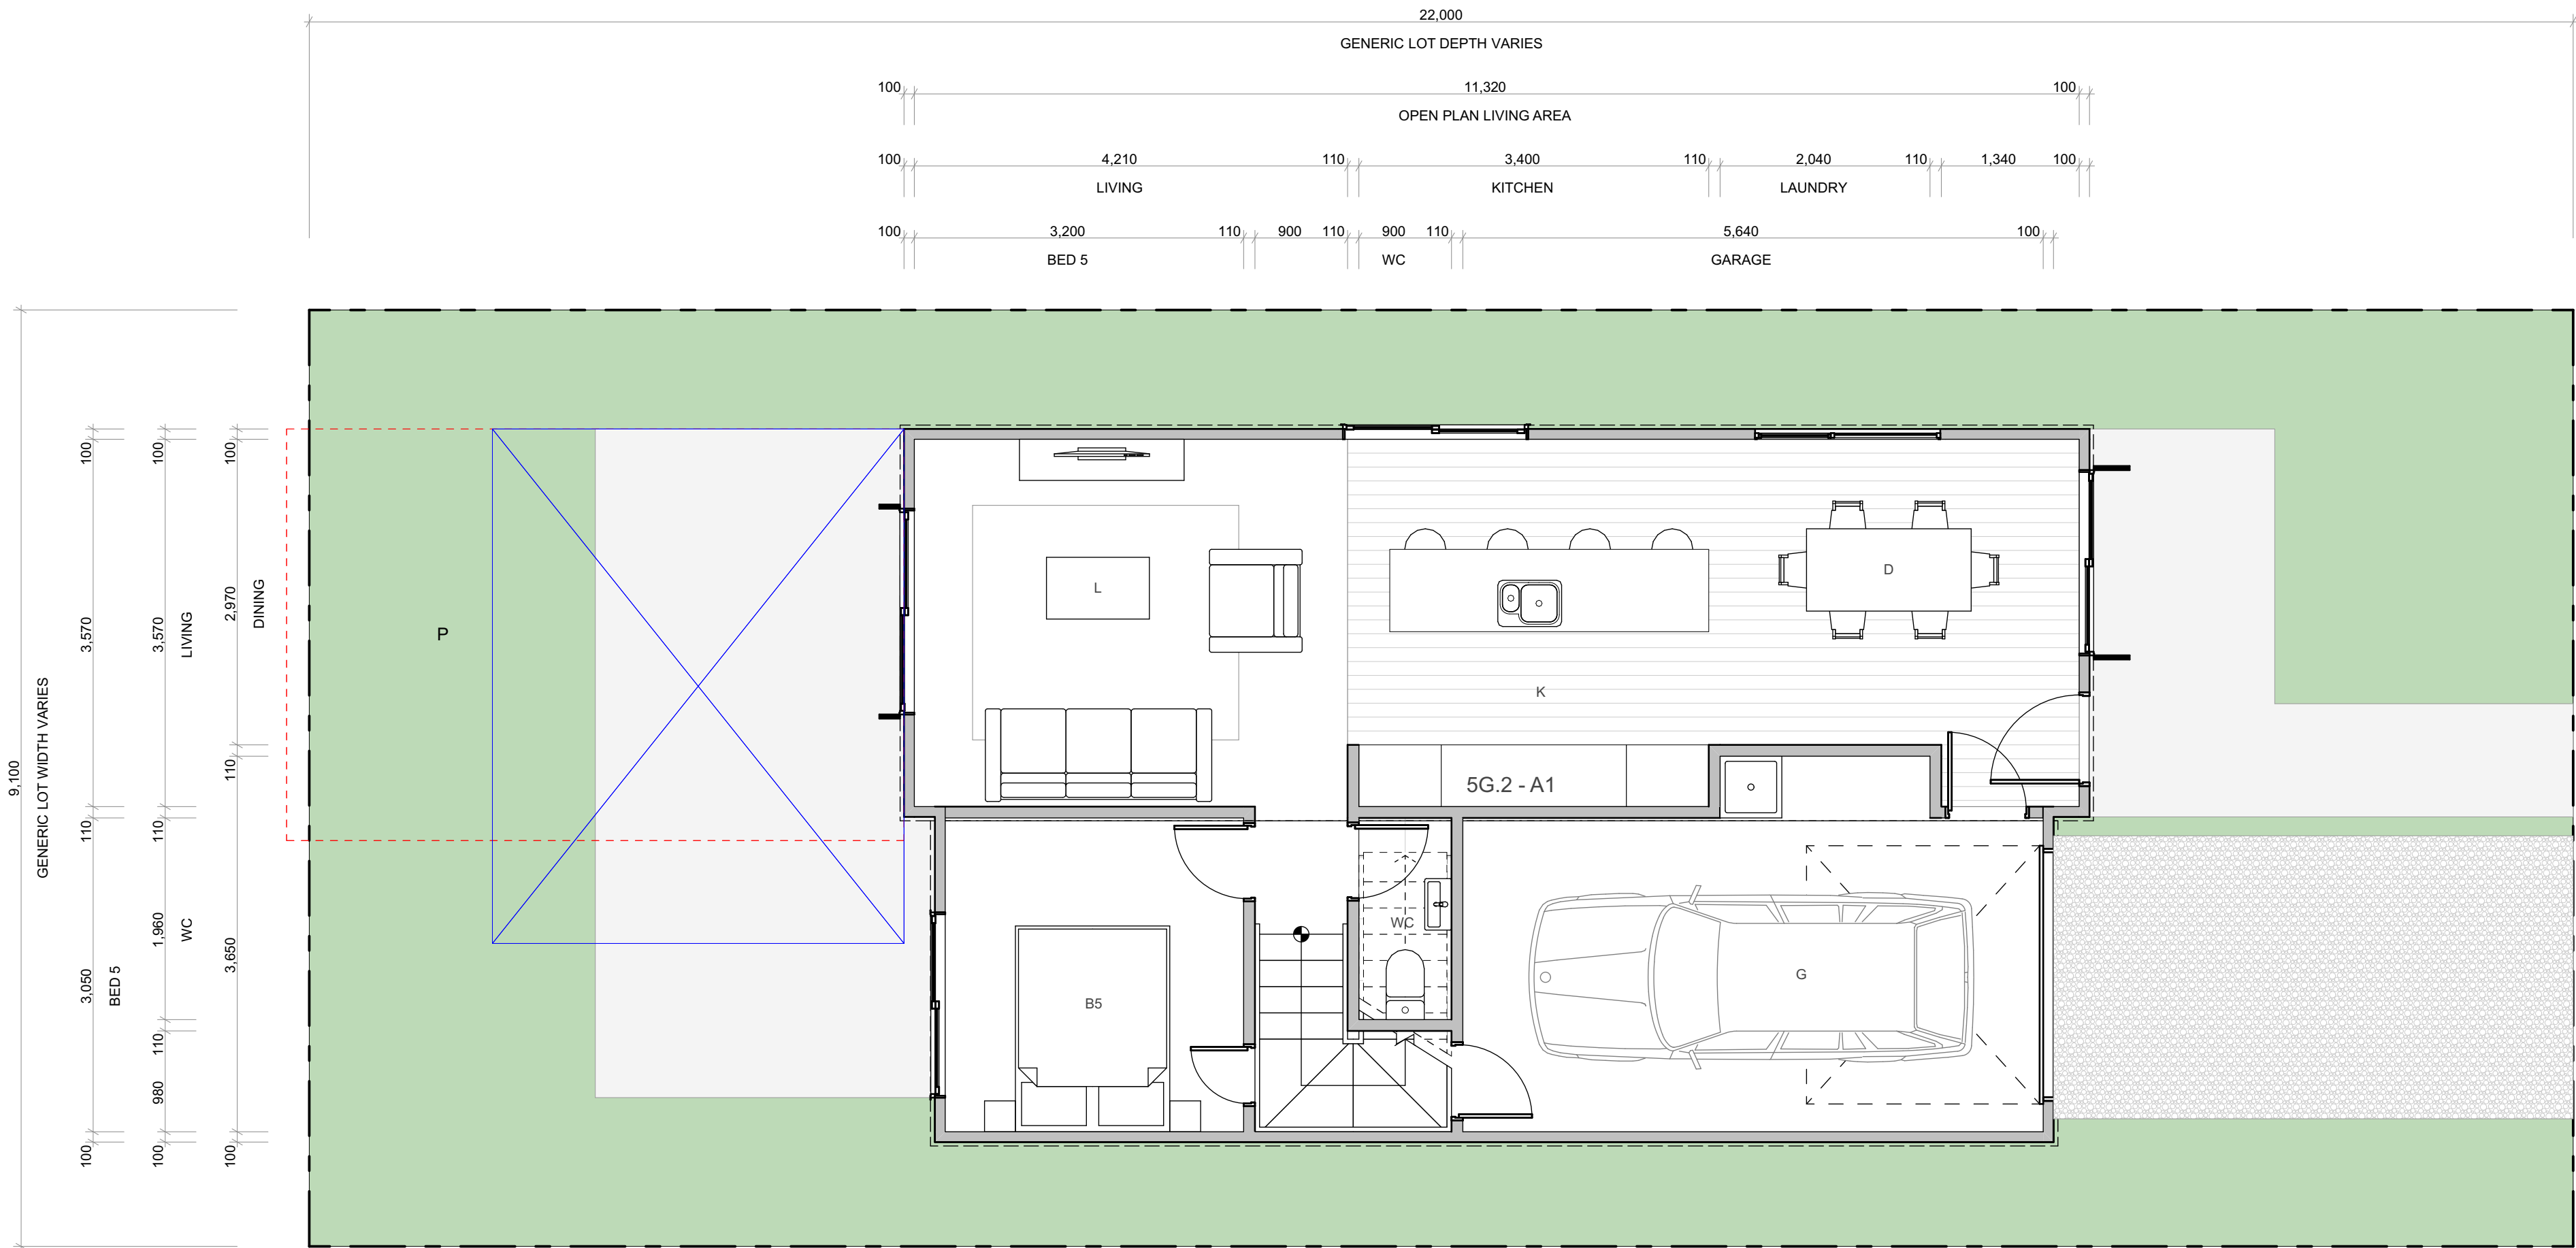 22,000
GENERIC LOT DEPTH VARIES
100 11,320 100
OPEN PLAN LIVING AREA
100 4,210 110 3,400 110 2,040 110 1,340 100
LIVING KITCHEN LAUNDRY
100 3,200 110 900 110 900 110 5,640 100
BED 5 WC GARAGE
9,100
GENERIC LOT WIDTH VARIES
100 3,570 110 3,050 100
BED 5
100 3,570 110 1,960 110 980 100
LIVING WC
100 2,970 110 3,650 100
DINING
P
L
D
K
5G.2 - A1
WC
B5
G